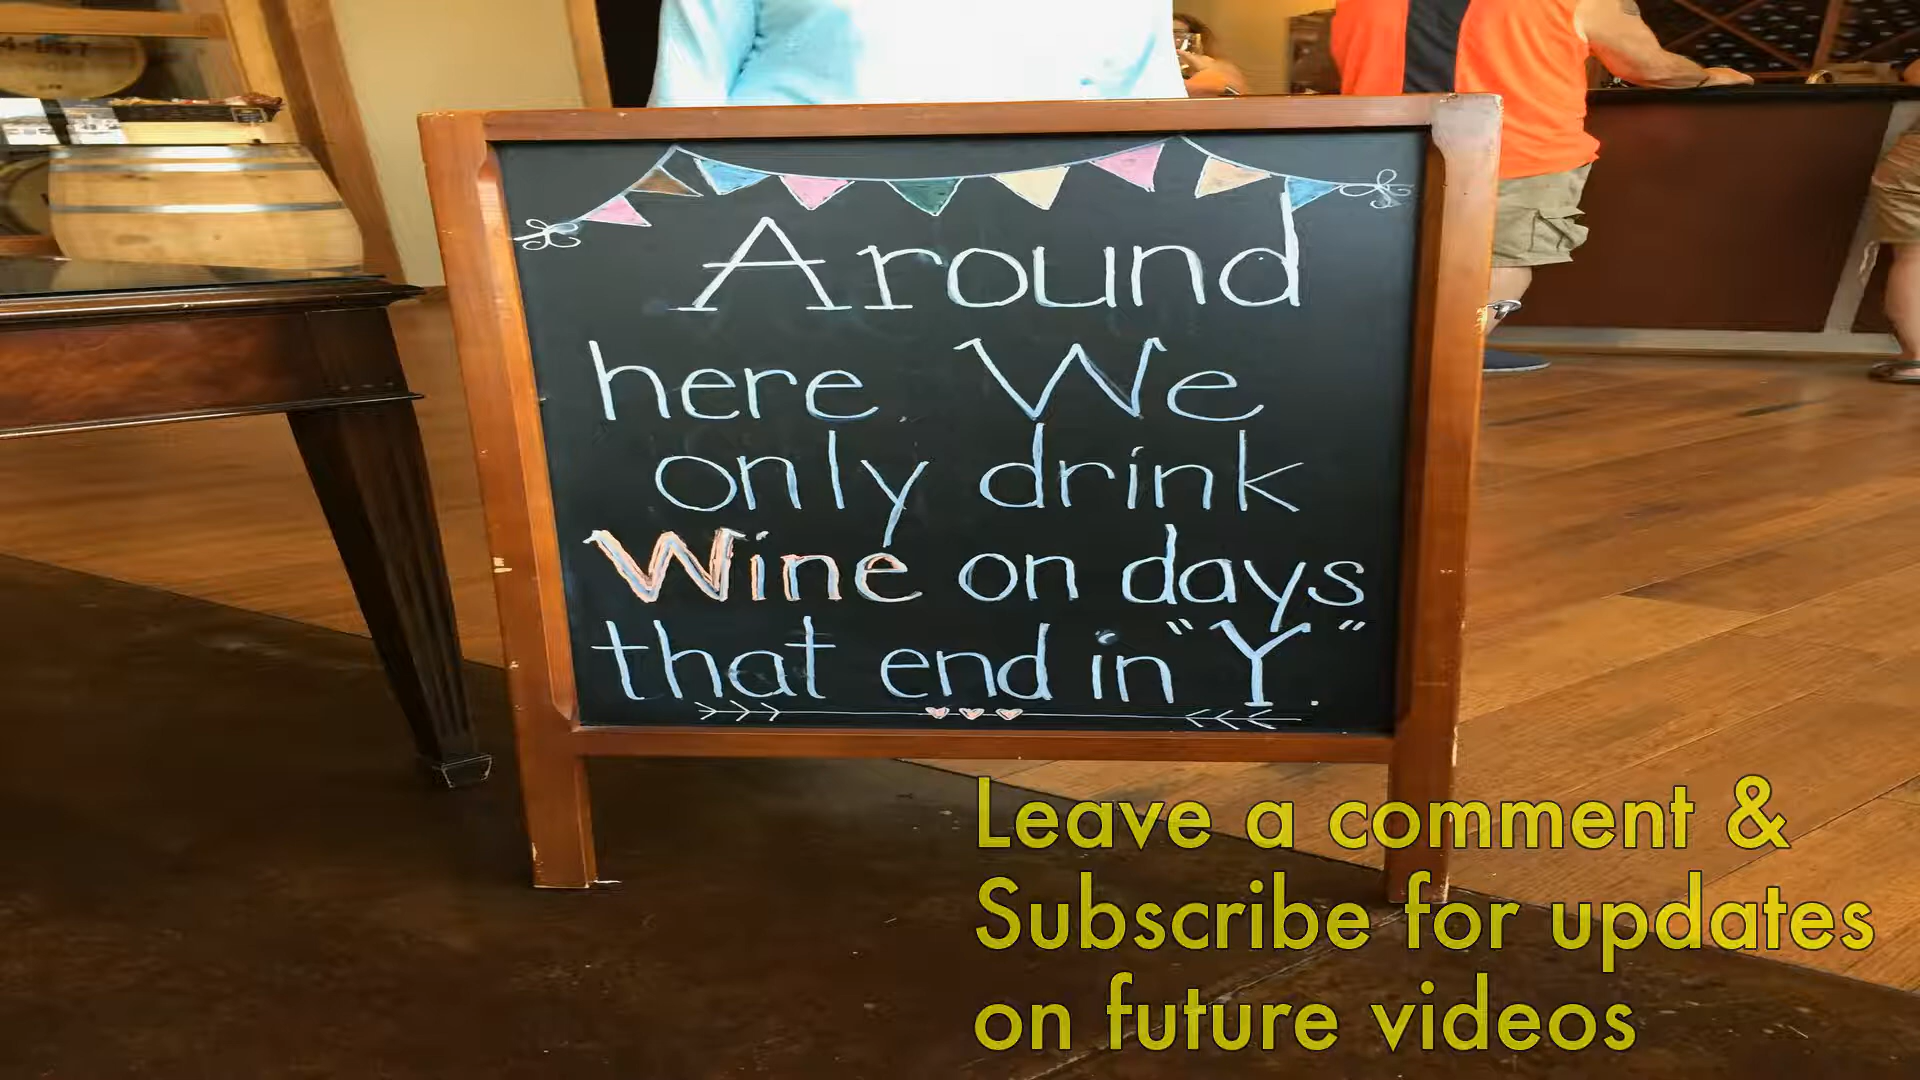 Around
here We
only drink
Wine on days
that end in "Y".
Leave a comment &
Subscribe for updates
on future videos